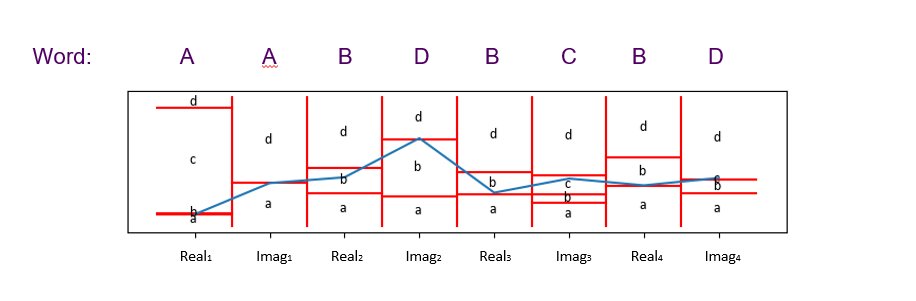 Word: A A B D B C B D
d
d d d d d d d
c
b b b b c b c
b a b b
a a a a a a a a
Real₁ Imag₁ Real₂ Imag₂ Real₃ Imag₃ Real₄ Imag₄